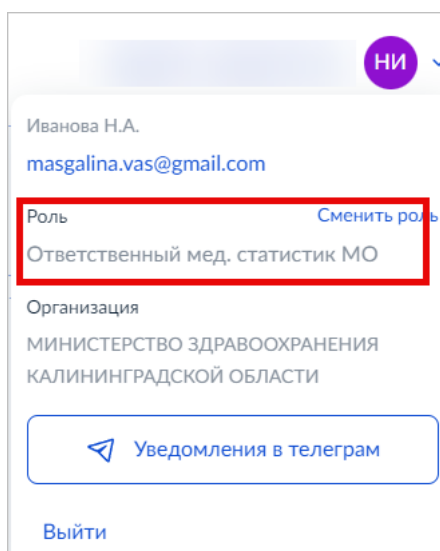 НИ
Иванова Н.А.
masgalina.vas@gmail.com
Роль Сменить роль
Ответственный мед. статистик МО
Организация
МИНИСТЕРСТВО ЗДРАВООХРАНЕНИЯ
КАЛИНИНГРАДСКОЙ ОБЛАСТИ
Уведомления в телеграм
Выйти